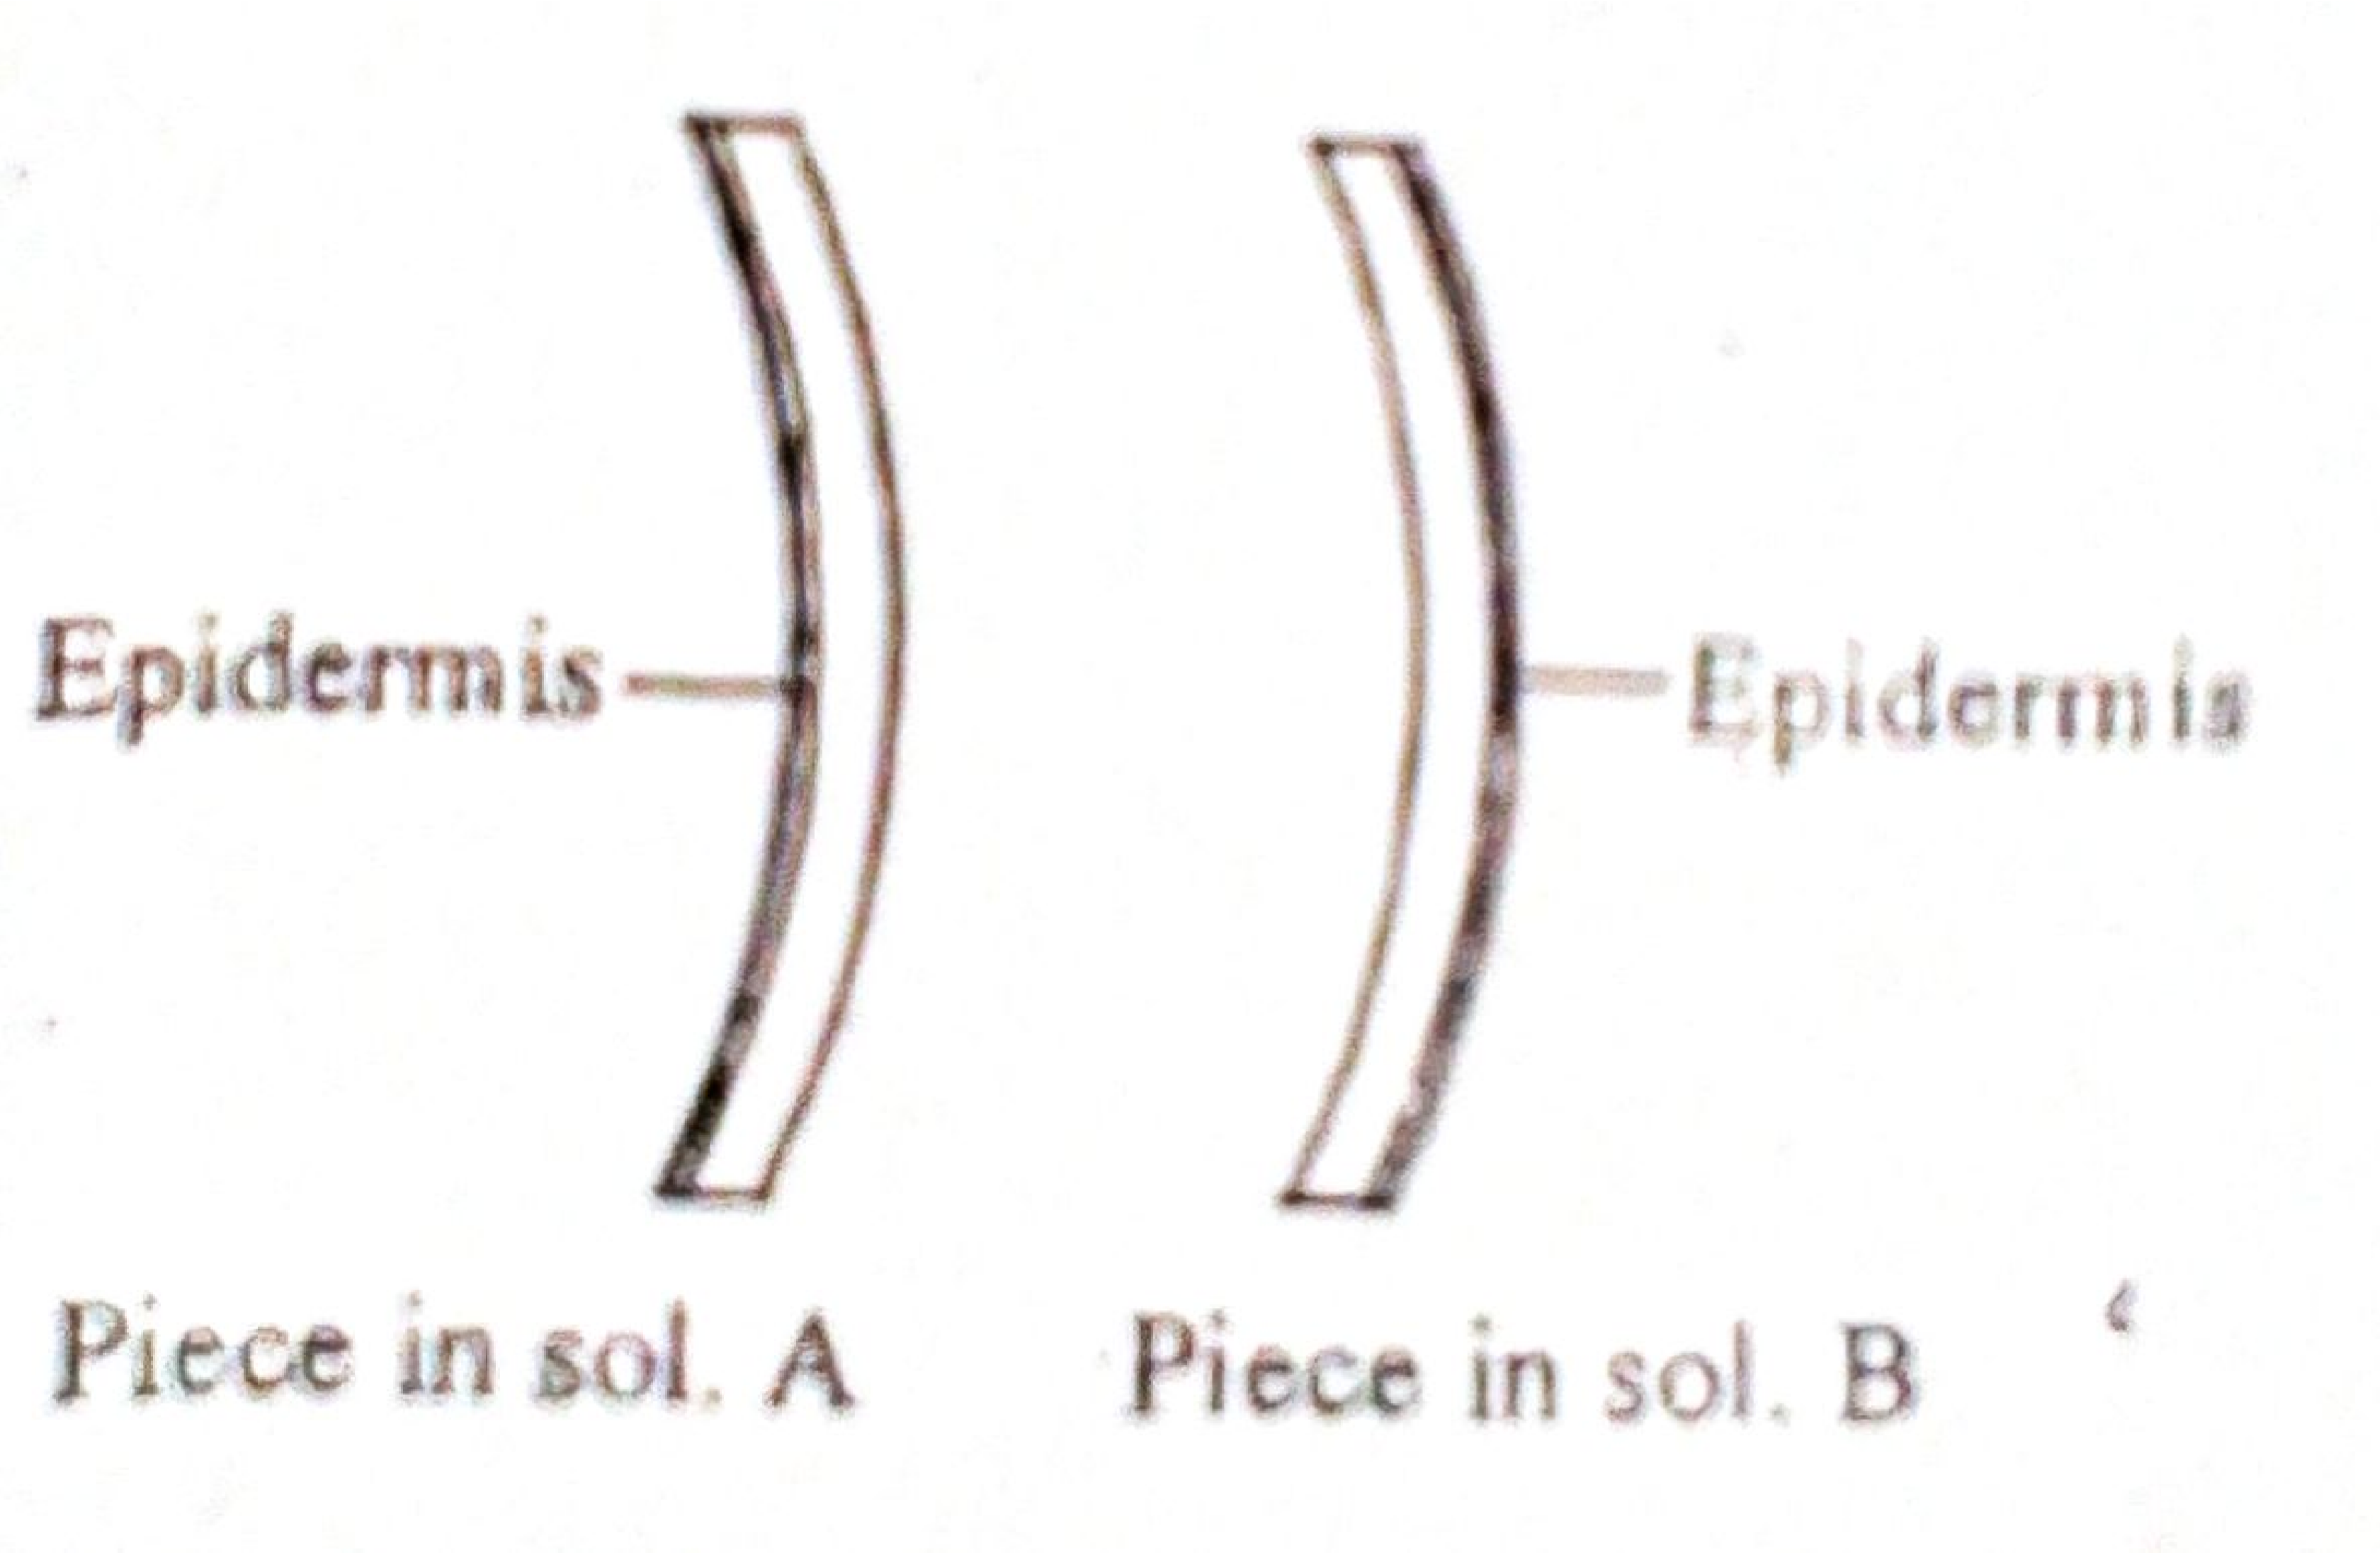 Epidermis
Epidermis
Piece in sol. A
Piece in sol. B